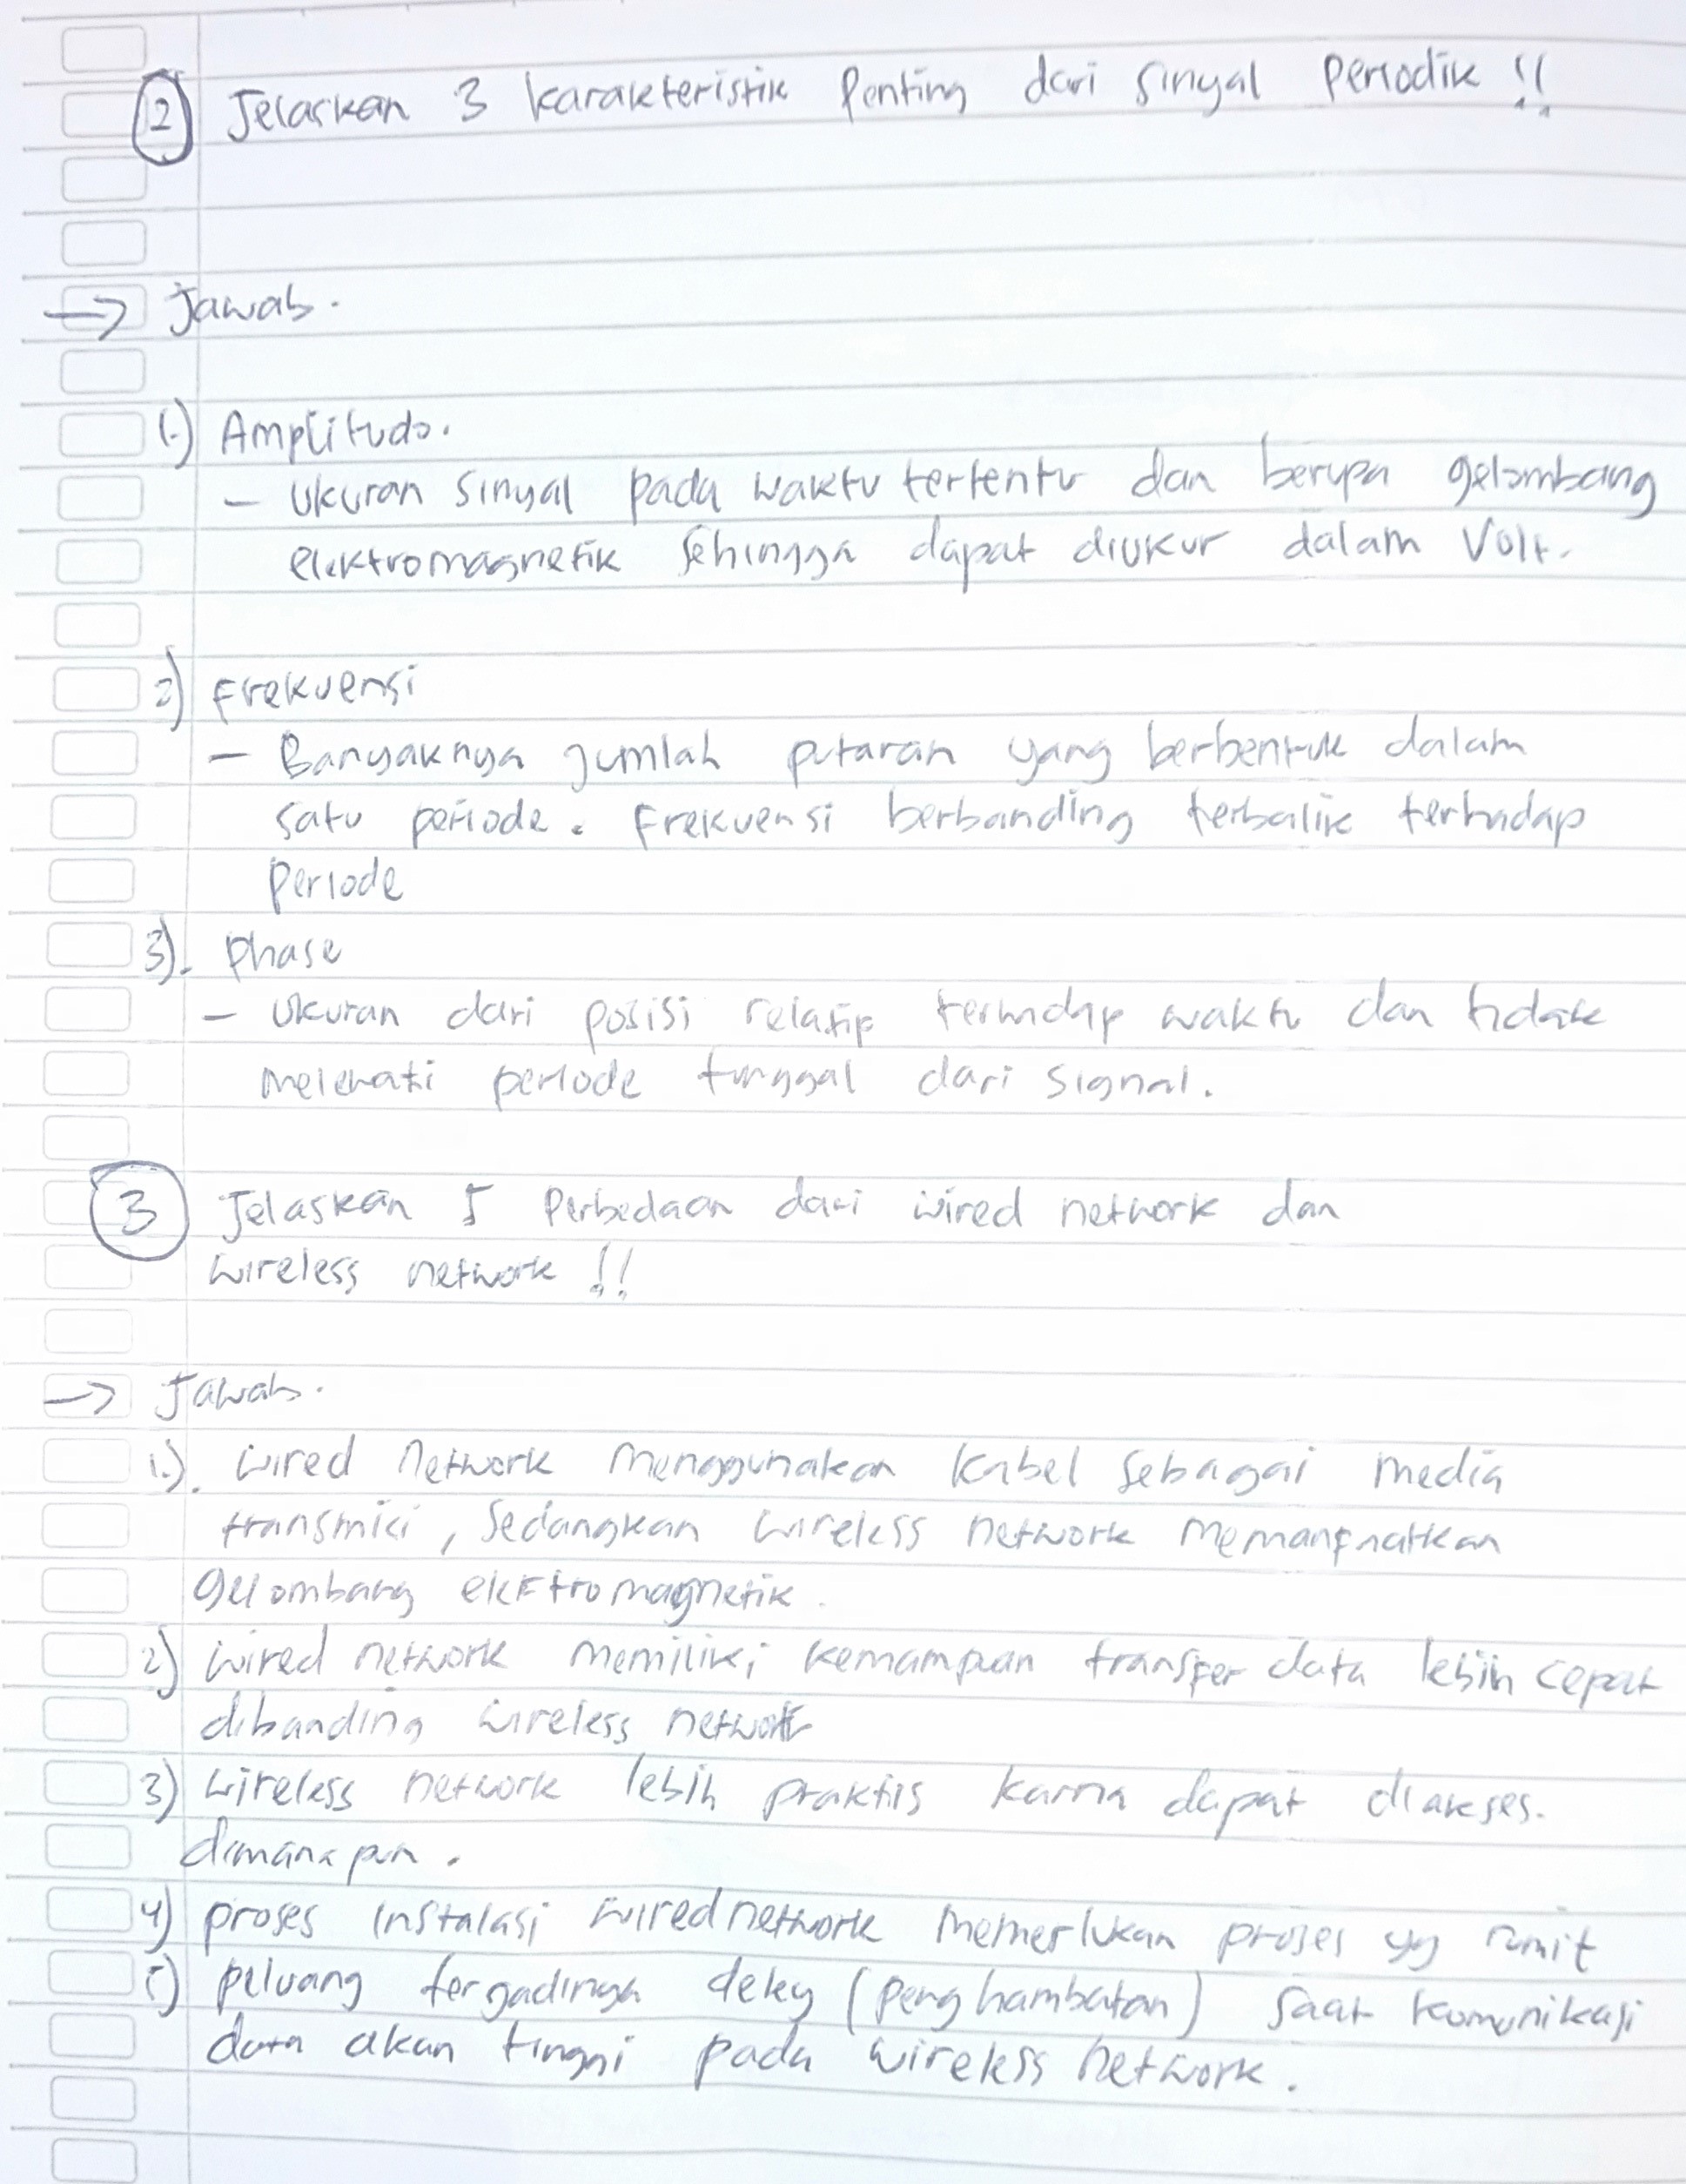 2 Jelaskan 3 karakteristik Penting dari sinyal Periodik !!
→ Jawab.
1.) Amplitudo.
- Ukuran sinyal pada waktu tertentu dan berupa gelombang
elektromagnetik sehingga dapat diukur dalam Volt.
2) Frekuensi
- Banyaknya jumlah putaran yang berbentuk dalam
satu periode. Frekuensi berbanding terbalik terhadap
Periode
3). Phase
- Ukuran dari posisi relatif terhadap waktu dan tidak
melewati periode tunggal dari signal.
3 Jelaskan 5 Perbedaan dari wired network dan
wireless network !!
→ Jawab.
1.). Wired Network menggunakan kabel sebagai media
transmisi, Sedangkan wireless network memanfaatkan
gelombang elektromagnetik.
2) Wired network memiliki kemampuan transfer data lebih cepat
dibanding wireless network
3) Wireless network lebih praktis karna dapat diakses.
dimana pun.
4) proses instalasi wired network memerlukan proses yg rumit
5) peluang tergadinya deley (penghambatan) saat komunikasi
data akan tinggi pada wireless network.